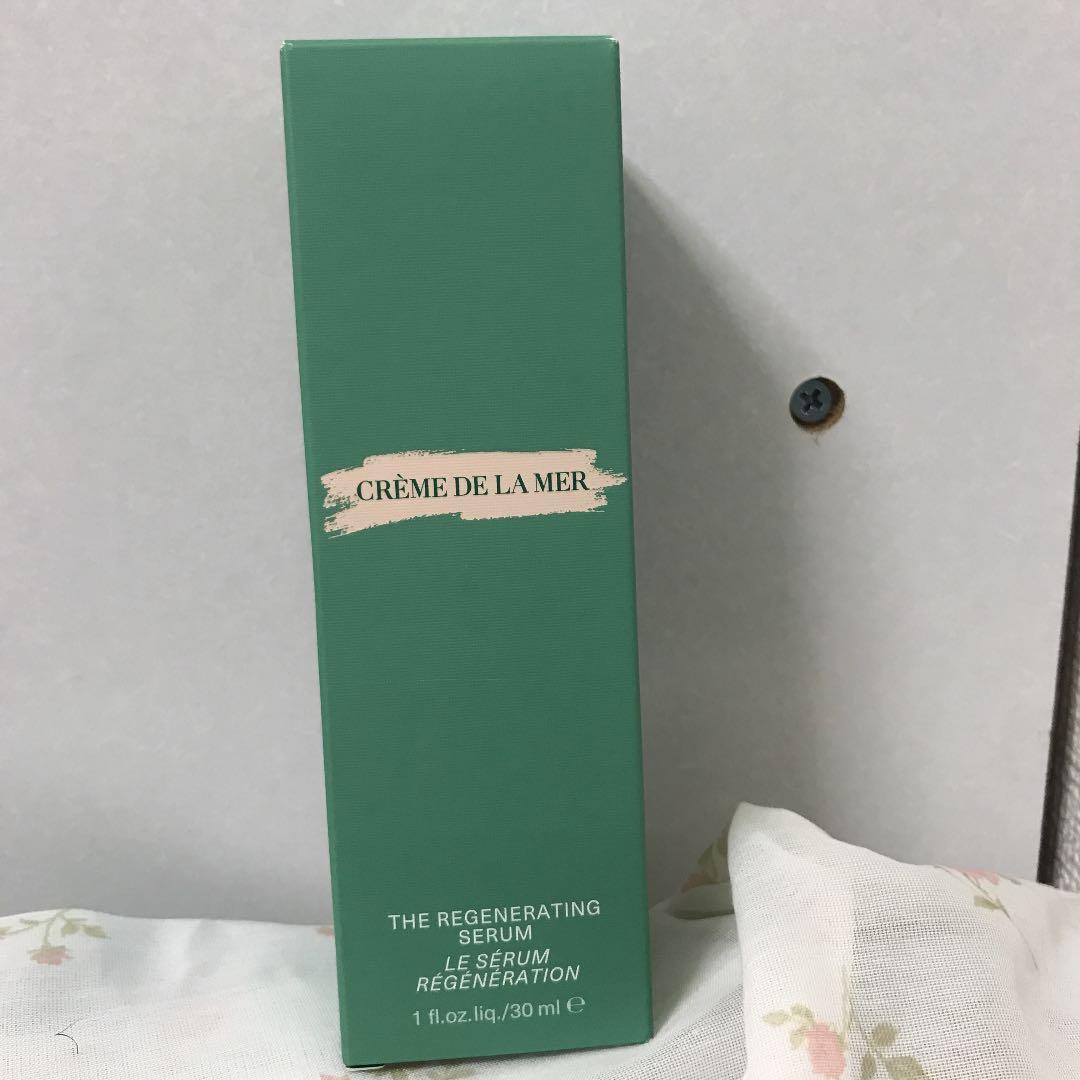 CRÈME DE LA MER
THE REGENERATING
SERUM
LE SÉRUM
RÉGÉNÉRATION
1 fl.oz.liq./30 ml ℮